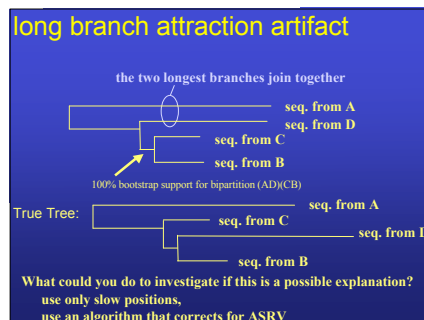 long branch attraction artifact
the two longest branches join together
seq. from A
seq. from D
seq. from C
seq. from B
100% bootstrap support for bipartition (AD)(CB)
True Tree:
seq. from A
seq. from C
seq. from D
seq. from B
What could you do to investigate if this is a possible explanation?
use only slow positions,
use an algorithm that corrects for ASRV